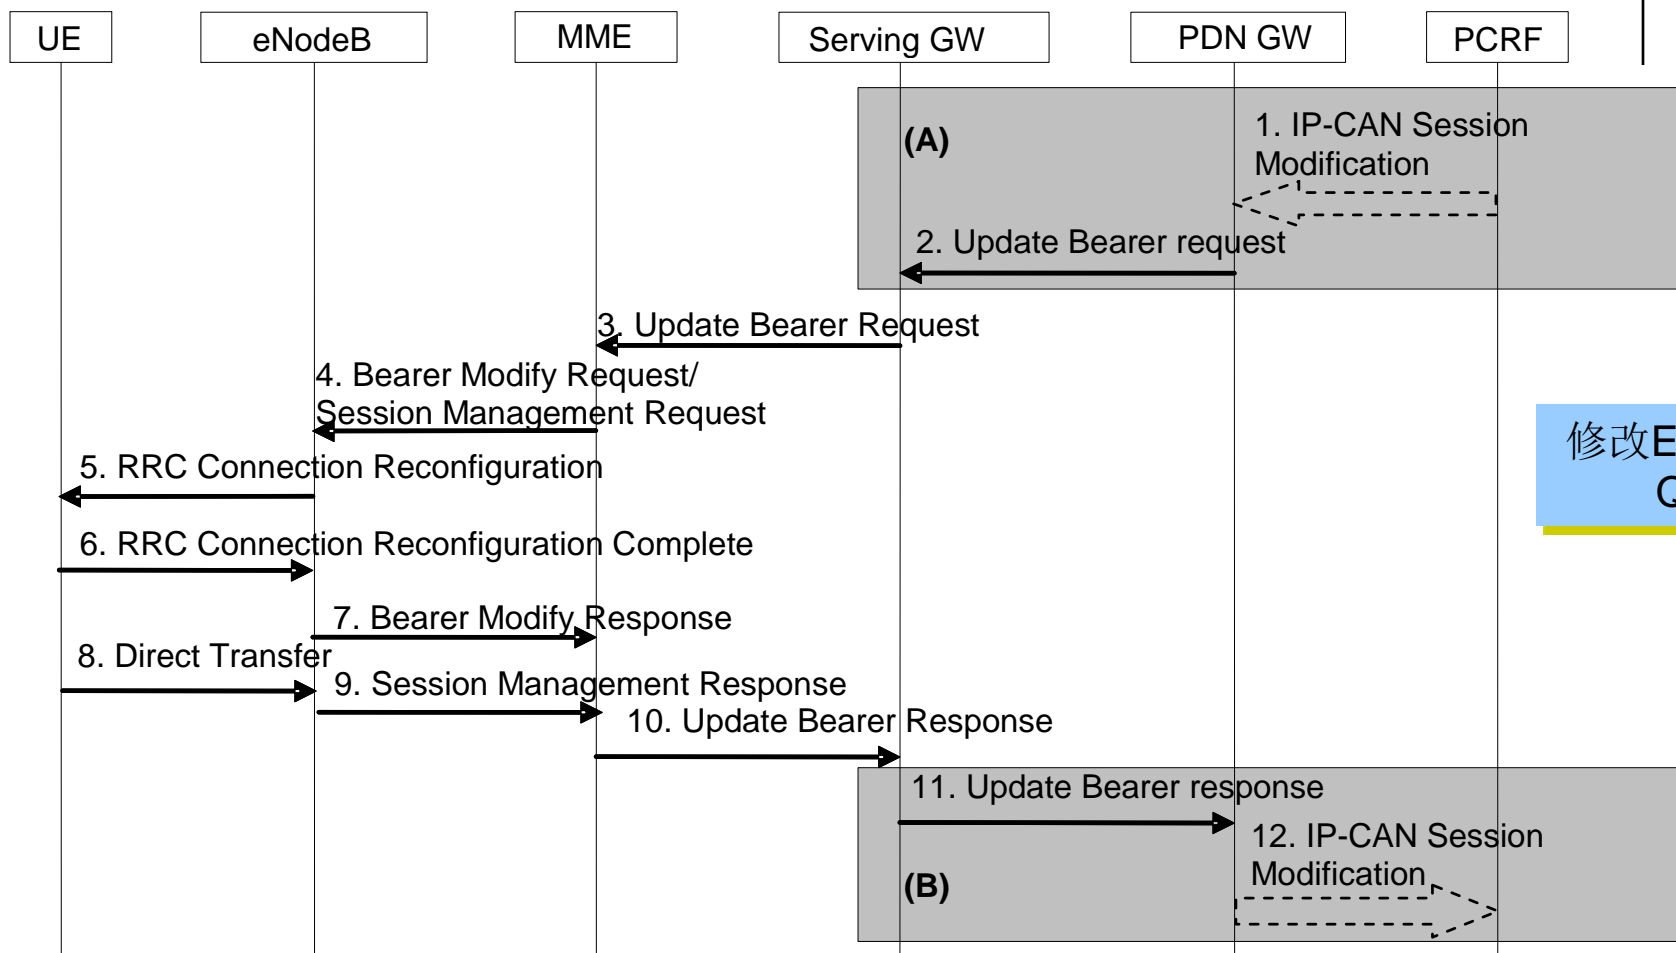 UE
eNodeB
MME
Serving GW
PDN GW
PCRF
(A)
1. IP-CAN Session
Modification
2. Update Bearer request
3. Update Bearer Request
4. Bearer Modify Request/
Session Management Request
修改E
Q
5. RRC Connection Reconfiguration
6. RRC Connection Reconfiguration Complete
7. Bearer Modify Response
8. Direct Transfer
9. Session Management Response
10. Update Bearer Response
11. Update Bearer response
12. IP-CAN Session
Modification
(B)